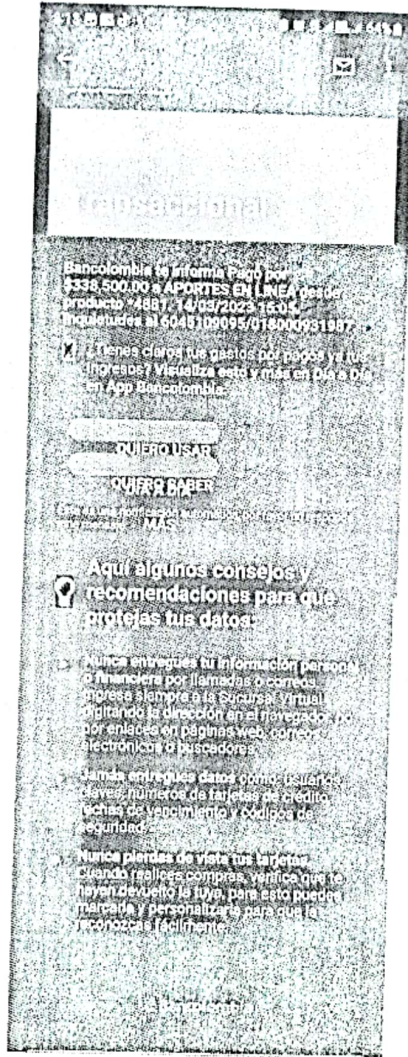 Transaccional
Bancolombia te informa Pago por
$338,500.00 a APORTES EN LINEA desde
producto *4881. 14/03/2023 16:05.
Inquietudes al 6045109095/018000931987.
¿Tienes claros tus gastos por pagos y tus
ingresos? Visualiza esto y más en Día a Día
en App Bancolombia.
QUIERO USAR
DIA A DIA
QUIERO SABER
MÁS
Aquí algunos consejos y
recomendaciones para que
protejas tus datos:
Nunca entregues tu información personal
o financiera por llamadas o correos,
ingresa siempre a la Sucursal Virtual
digitando la dirección en el navegador, no
por enlaces en páginas web, correos
electrónicos o buscadores.
Jamás entregues datos como: usuarios,
claves, números de tarjetas de crédito,
fechas de vencimiento y códigos de
seguridad.
Nunca pierdas de vista tus tarjetas.
Cuando realices compras, verifica que te
hayan devuelto la tuya, para esto puedes
marcarla y personalizarla para que la
reconozcas fácilmente.